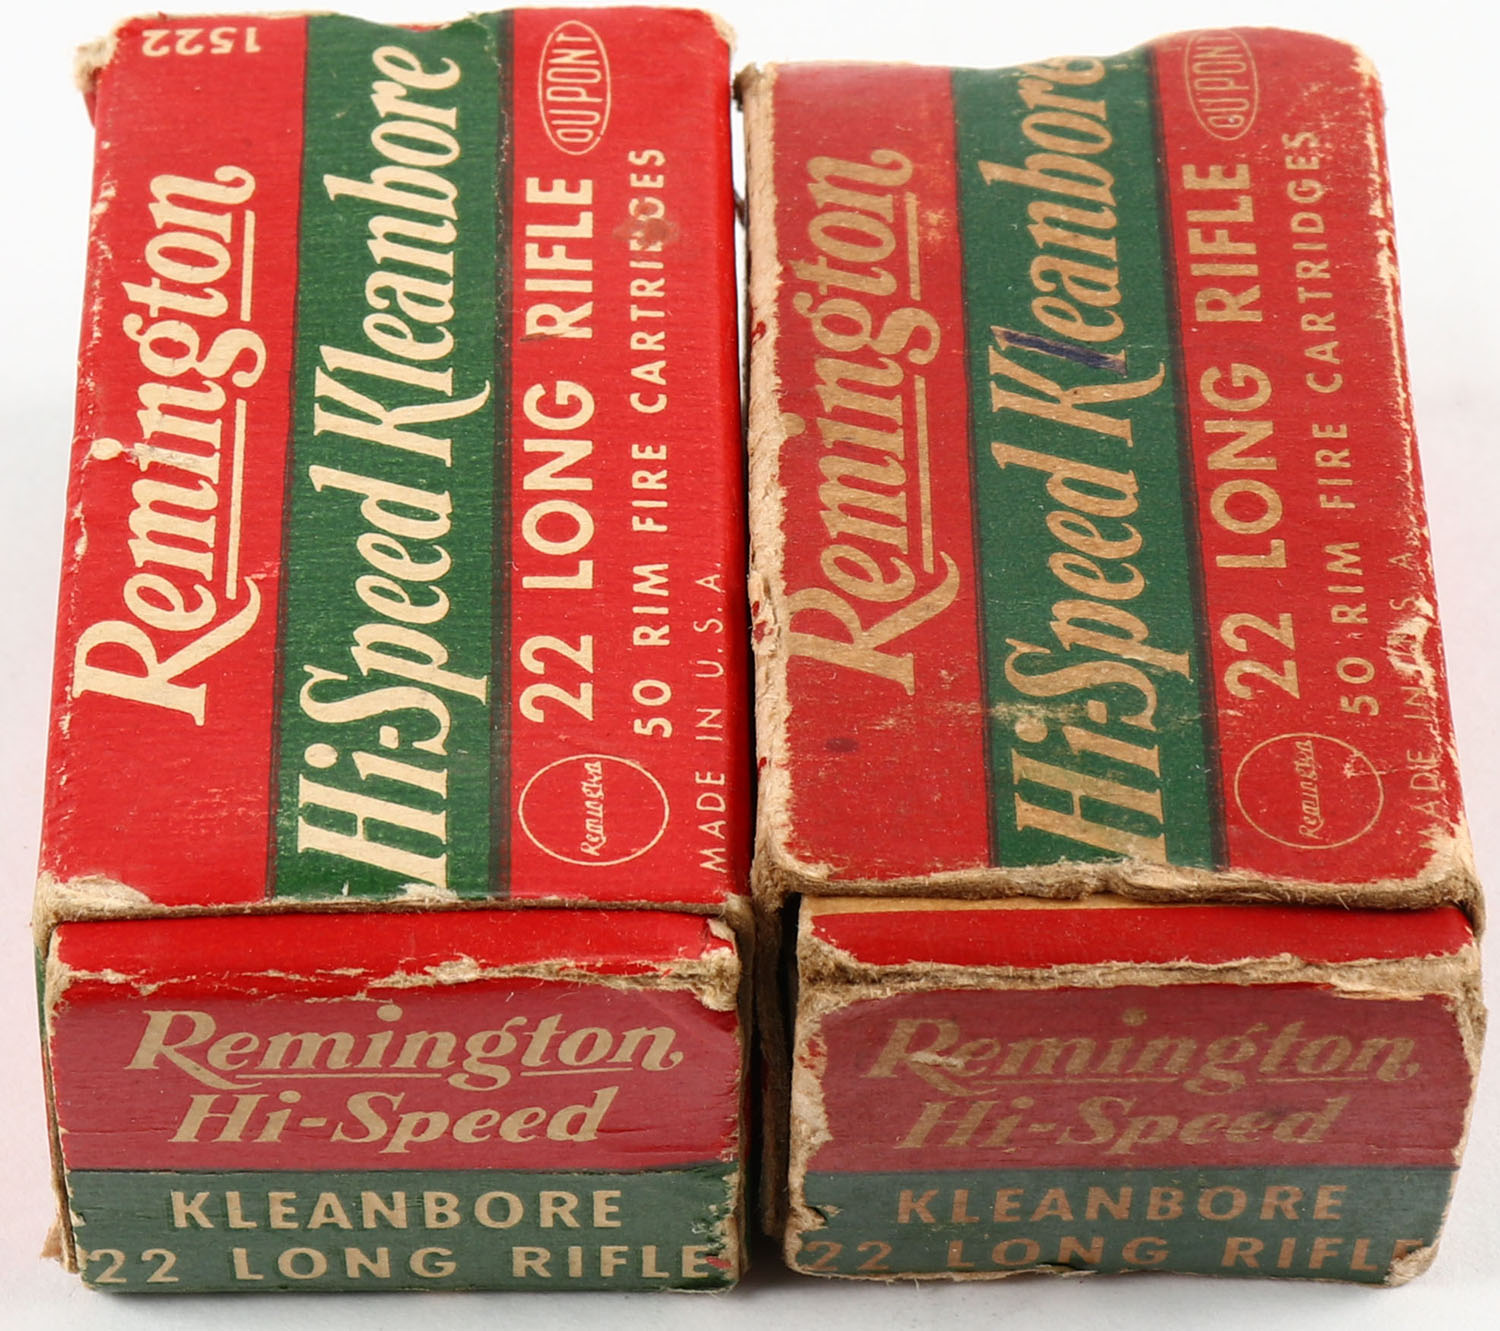 1522
Remington
Hi-Speed Kleanbore
DUPONT
22 LONG RIFLE
50 RIM FIRE CARTRIDGES
Remington
MADE IN U.S.A.
Remington
Hi-Speed
KLEANBORE
22 LONG RIFLE
Remington
Hi-Speed Kleanbore
DUPONT
22 LONG RIFLE
50 RIM FIRE CARTRIDGES
Remington
MADE IN U.S.A.
Remington
Hi-Speed
KLEANBORE
22 LONG RIFLE